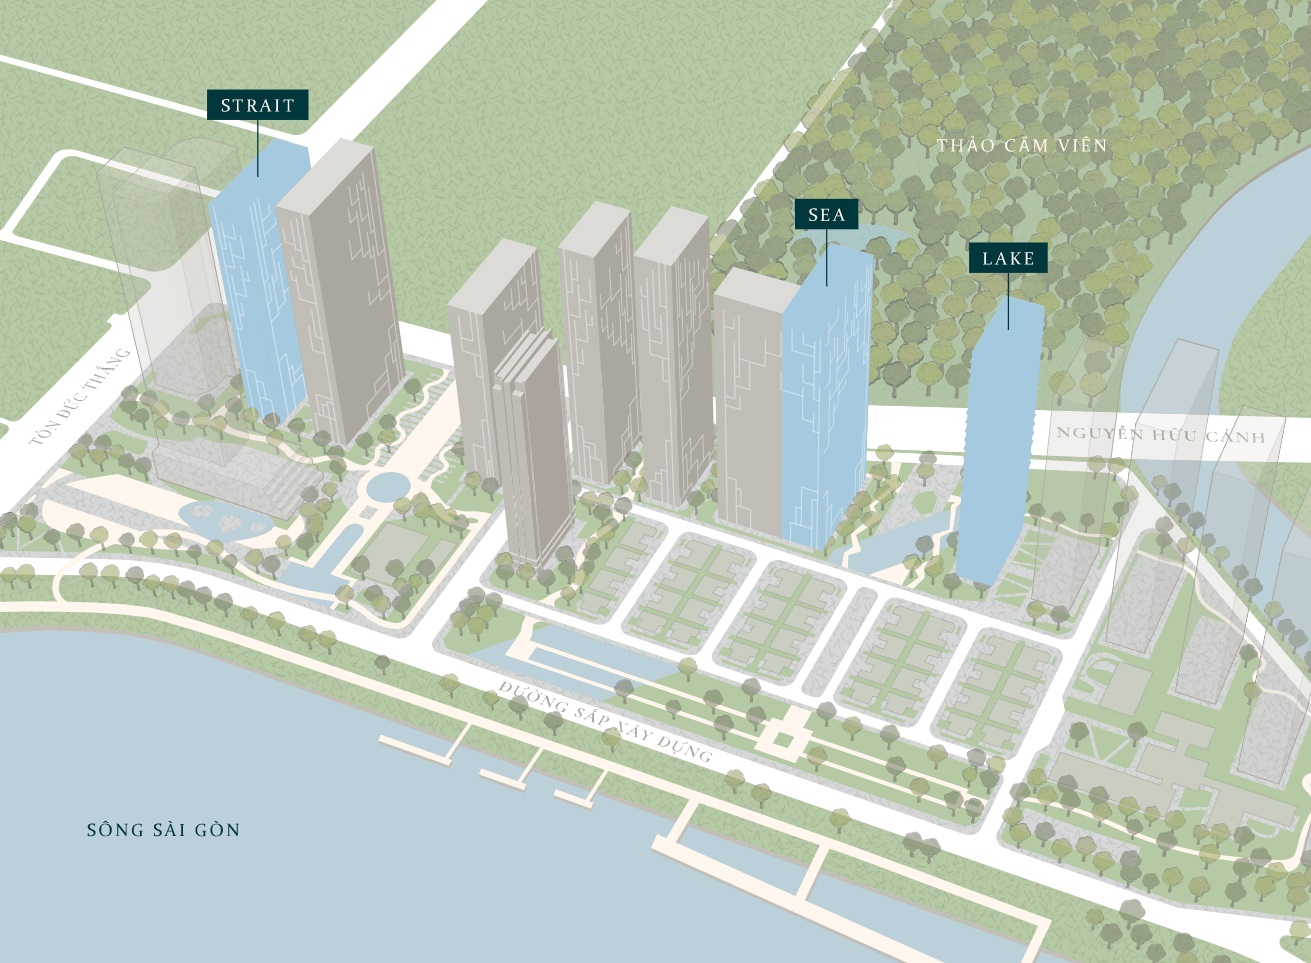 STRAIT
THẢO CẦM VIÊN
SEA
LAKE
TÔN ĐỨC THẮNG
NGUYỄN HỮU CẢNH
ĐƯỜNG SẮP XÂY DỰNG
SÔNG SÀI GÒN